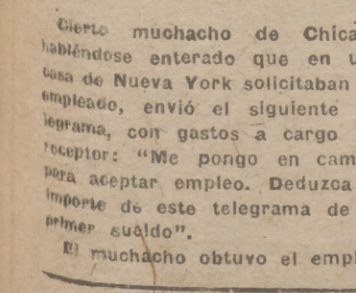 Cierto muchacho de Chica
habiéndose enterado que en u
casa de Nueva York solicitaban
empleado, envió el siguiente
legrama, con gastos a cargo
receptor: "Me pongo en cam
para aceptar empleo. Deduzca
importe de este telegrama de
primer sueldo".
El muchacho obtuvo el empl